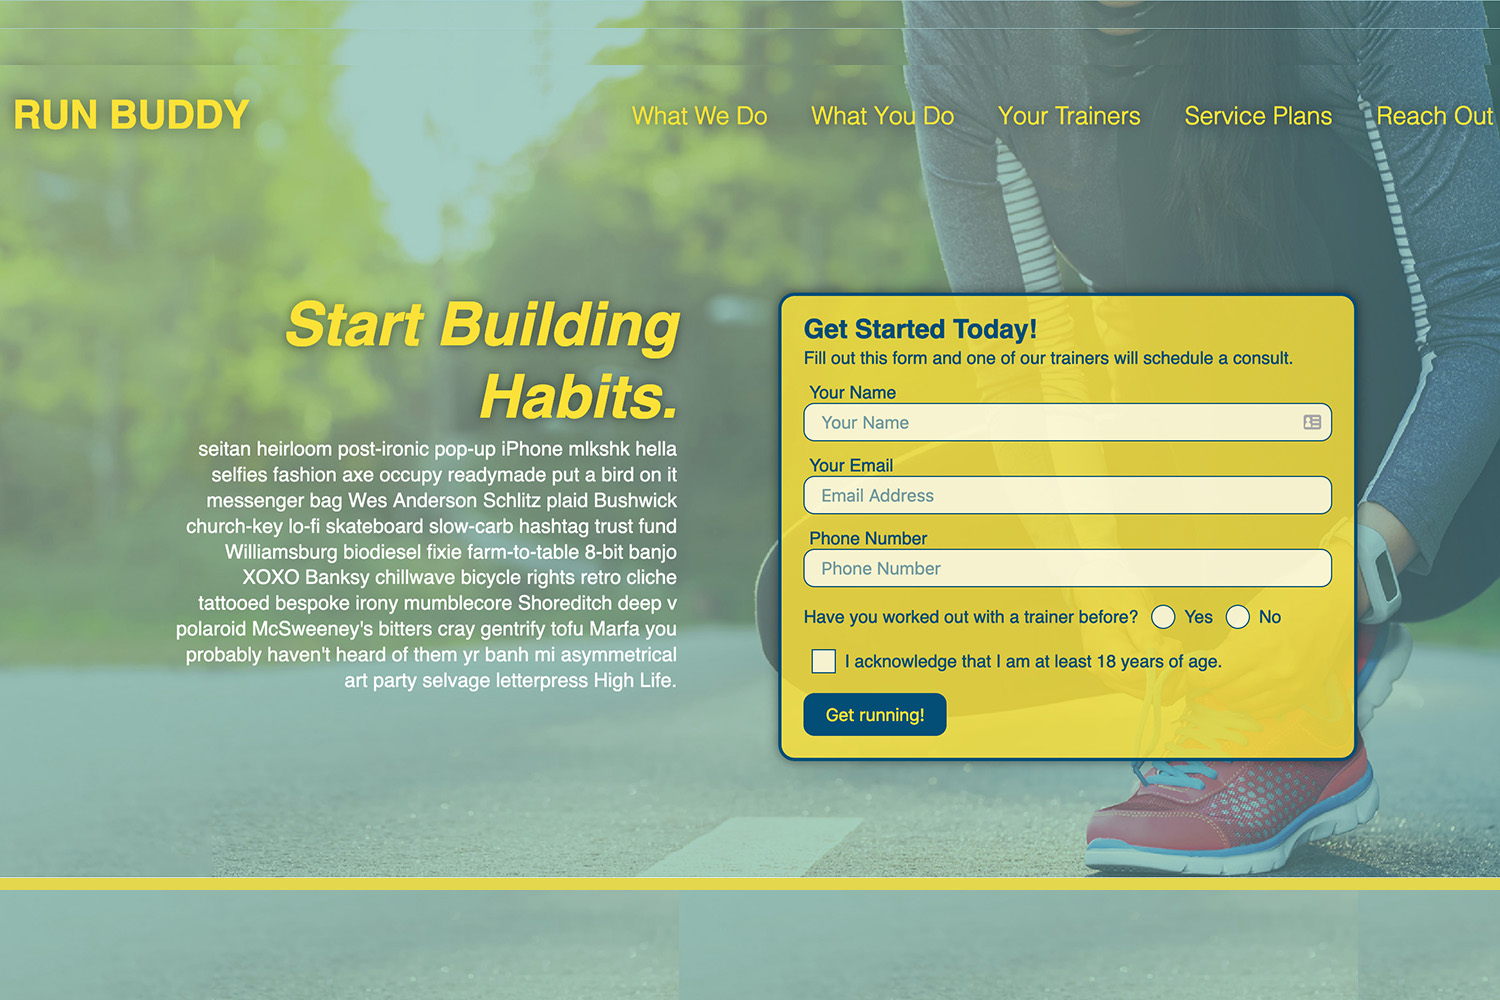 RUN BUDDY
What We Do What You Do Your Trainers Service Plans Reach Out
Start Building
Habits.
seitan heirloom post-ironic pop-up iPhone mlkshk hella
selfies fashion axe occupy readymade put a bird on it
messenger bag Wes Anderson Schlitz plaid Bushwick
church-key lo-fi skateboard slow-carb hashtag trust fund
Williamsburg biodiesel fixie farm-to-table 8-bit banjo
XOXO Banksy chillwave bicycle rights retro cliche
tattooed bespoke irony mumblecore Shoreditch deep v
polaroid McSweeney's bitters cray gentrify tofu Marfa you
probably haven't heard of them yr banh mi asymmetrical
art party selvage letterpress High Life.
Get Started Today!
Fill out this form and one of our trainers will schedule a consult.
Your Name
Your Name
Your Email
Email Address
Phone Number
Phone Number
Have you worked out with a trainer before? Yes No
I acknowledge that I am at least 18 years of age.
Get running!